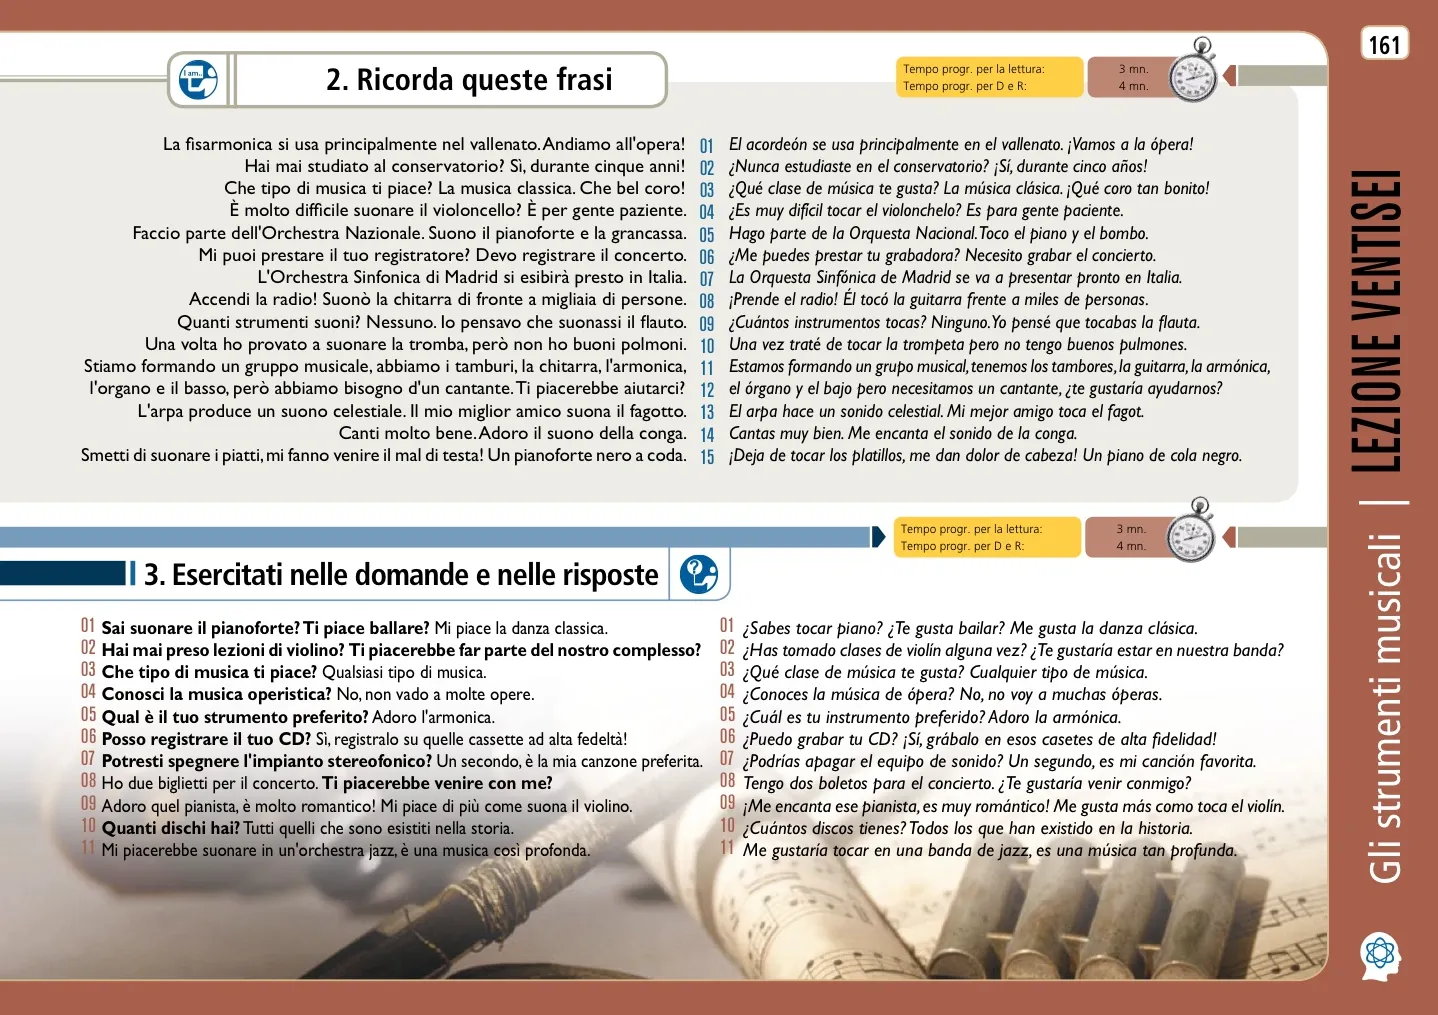 161
I am..
2. Ricorda queste frasi
Tempo progr. per la lettura: 3 mn.
Tempo progr. per D e R: 4 mn.
La fisarmonica si usa principalmente nel vallenato. Andiamo all'opera! 01 El acordeón se usa principalmente en el vallenato. ¡Vamos a la ópera!
Hai mai studiato al conservatorio? Sì, durante cinque anni! 02 ¿Nunca estudiaste en el conservatorio? ¡Sí, durante cinco años!
Che tipo di musica ti piace? La musica classica. Che bel coro! 03 ¿Qué clase de música te gusta? La música clásica. ¡Qué coro tan bonito!
È molto difficile suonare il violoncello? È per gente paziente. 04 ¿Es muy difícil tocar el violonchelo? Es para gente paciente.
Faccio parte dell'Orchestra Nazionale. Suono il pianoforte e la grancassa. 05 Hago parte de la Orquesta Nacional. Toco el piano y el bombo.
Mi puoi prestare il tuo registratore? Devo registrare il concerto. 06 ¿Me puedes prestar tu grabadora? Necesito grabar el concierto.
L'Orchestra Sinfonica di Madrid si esibirà presto in Italia. 07 La Orquesta Sinfónica de Madrid se va a presentar pronto en Italia.
Accendi la radio! Suonò la chitarra di fronte a migliaia di persone. 08 ¡Prende el radio! Él tocó la guitarra frente a miles de personas.
Quanti strumenti suoni? Nessuno. Io pensavo che suonassi il flauto. 09 ¿Cuántos instrumentos tocas? Ninguno. Yo pensé que tocabas la flauta.
Una volta ho provato a suonare la tromba, però non ho buoni polmoni. 10 Una vez traté de tocar la trompeta pero no tengo buenos pulmones.
Stiamo formando un gruppo musicale, abbiamo i tamburi, la chitarra, l'armonica, 11 Estamos formando un grupo musical, tenemos los tambores, la guitarra, la armónica,
l'organo e il basso, però abbiamo bisogno d'un cantante. Ti piacerebbe aiutarci? 12 el órgano y el bajo pero necesitamos un cantante, ¿te gustaría ayudarnos?
L'arpa produce un suono celestiale. Il mio miglior amico suona il fagotto. 13 El arpa hace un sonido celestial. Mi mejor amigo toca el fagot.
Canti molto bene. Adoro il suono della conga. 14 Cantas muy bien. Me encanta el sonido de la conga.
Smetti di suonare i piatti, mi fanno venire il mal di testa! Un pianoforte nero a coda. 15 ¡Deja de tocar los platillos, me dan dolor de cabeza! Un piano de cola negro.
Tempo progr. per la lettura: 3 mn.
Tempo progr. per D e R: 4 mn.
3. Esercitati nelle domande e nelle risposte
?
01 Sai suonare il pianoforte? Ti piace ballare? Mi piace la danza classica. 01 ¿Sabes tocar piano? ¿Te gusta bailar? Me gusta la danza clásica.
02 Hai mai preso lezioni di violino? Ti piacerebbe far parte del nostro complesso? 02 ¿Has tomado clases de violín alguna vez? ¿Te gustaría estar en nuestra banda?
03 Che tipo di musica ti piace? Qualsiasi tipo di musica. 03 ¿Qué clase de música te gusta? Cualquier tipo de música.
04 Conosci la musica operistica? No, non vado a molte opere. 04 ¿Conoces la música de ópera? No, no voy a muchas óperas.
05 Qual è il tuo strumento preferito? Adoro l'armonica. 05 ¿Cuál es tu instrumento preferido? Adoro la armónica.
06 Posso registrare il tuo CD? Sì, registralo su quelle cassette ad alta fedeltà! 06 ¿Puedo grabar tu CD? ¡Sí, grábalo en esos casetes de alta fidelidad!
07 Potresti spegnere l'impianto stereofonico? Un secondo, è la mia canzone preferita. 07 ¿Podrías apagar el equipo de sonido? Un segundo, es mi canción favorita.
08 Ho due biglietti per il concerto. Ti piacerebbe venire con me? 08 Tengo dos boletos para el concierto. ¿Te gustaría venir conmigo?
09 Adoro quel pianista, è molto romantico! Mi piace di più come suona il violino. 09 ¡Me encanta ese pianista, es muy romántico! Me gusta más como toca el violín.
10 Quanti dischi hai? Tutti quelli che sono esistiti nella storia. 10 ¿Cuántos discos tienes? Todos los que han existido en la historia.
11 Mi piacerebbe suonare in un'orchestra jazz, è una musica così profonda. 11 Me gustaría tocar en una banda de jazz, es una música tan profunda.
Gli strumenti musicali | LEZIONE VENTISEI